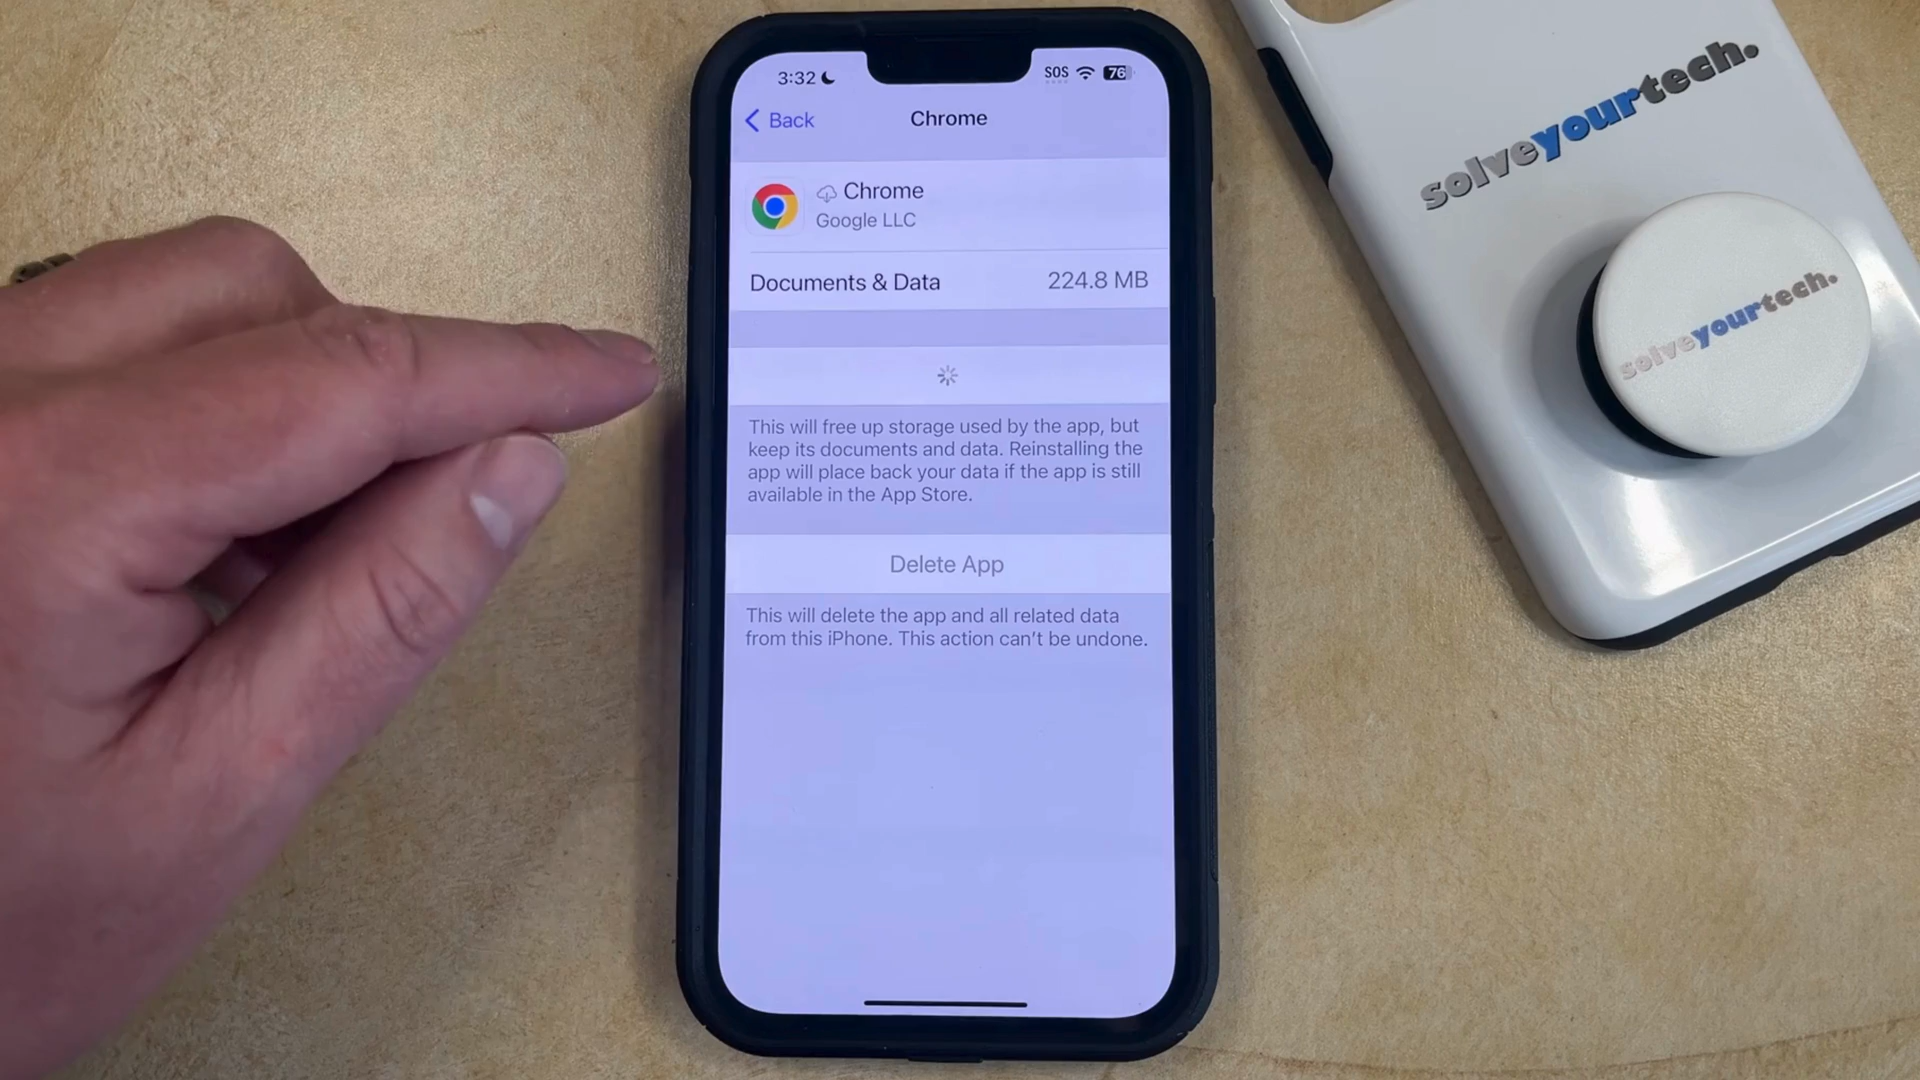 3:32
SOS
76
Back
Chrome
Chrome
Google LLC
Documents & Data
224.8 MB
This will free up storage used by the app, but
keep its documents and data. Reinstalling the
app will place back your data if the app is still
available in the App Store.
Delete App
This will delete the app and all related data
from this iPhone. This action can't be undone.
solveyourtech.
solveyourtech.